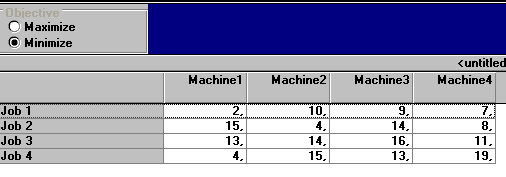 Objective
Maximize
Minimize
<untitled
Machine1 Machine2 Machine3 Machine4
Job 1 2, 10, 9, 7,
Job 2 15, 4, 14, 8,
Job 3 13, 14, 16, 11,
Job 4 4, 15, 13, 19,